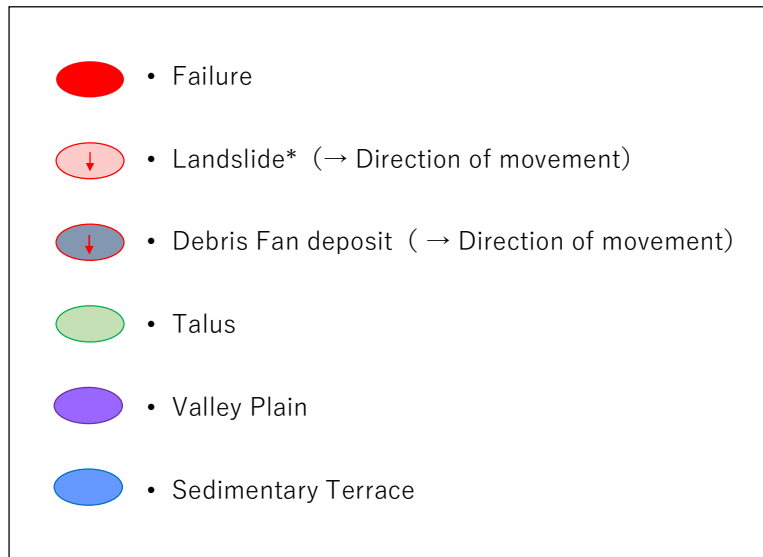 • Failure
• Landslide* (→ Direction of movement)
• Debris Fan deposit ( → Direction of movement)
• Talus
• Valley Plain
• Sedimentary Terrace